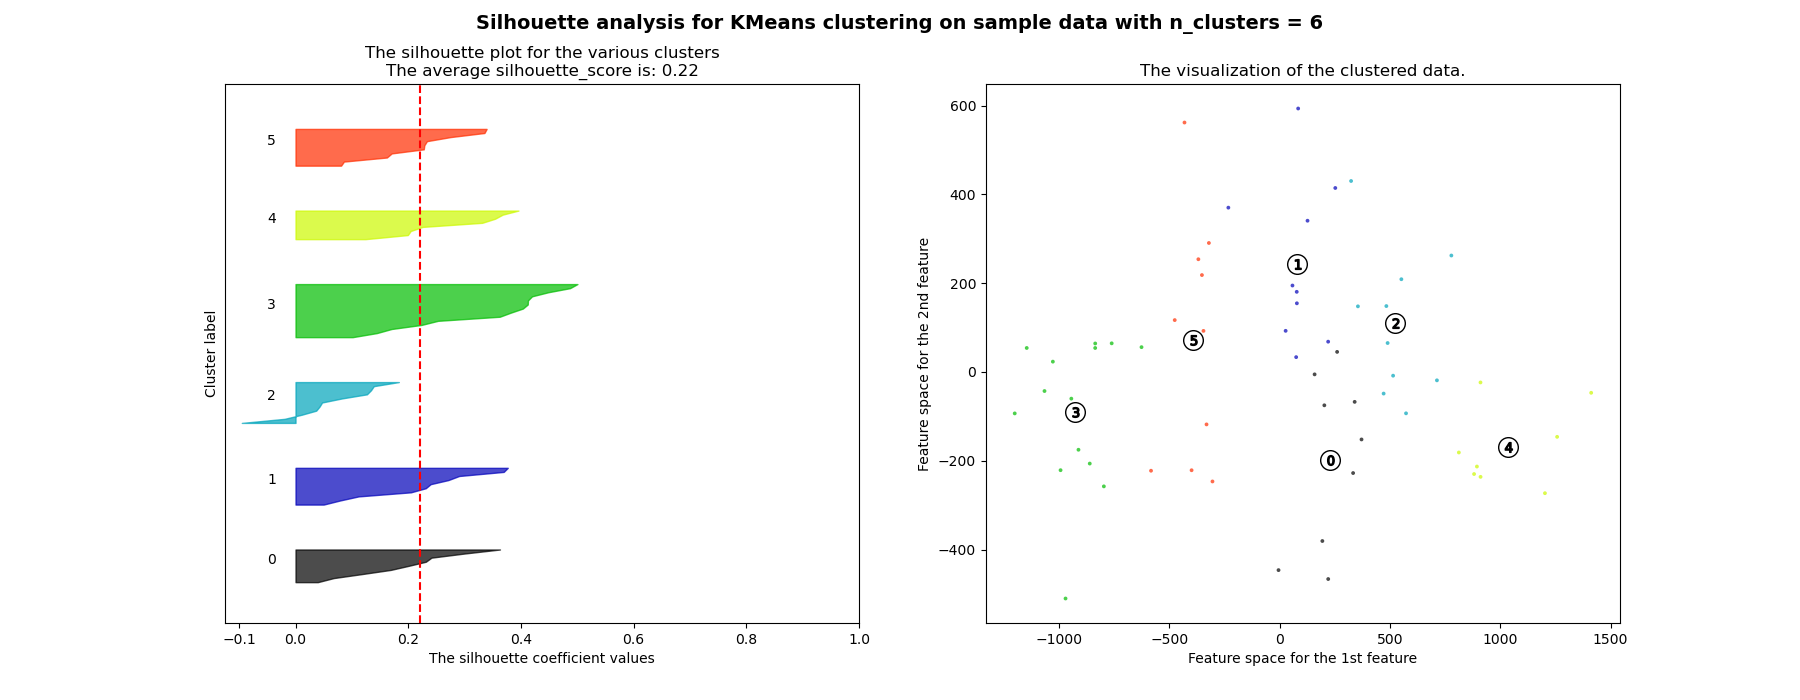 Silhouette analysis for KMeans clustering on sample data with n_clusters = 6
The silhouette plot for the various clusters
The average silhouette_score is: 0.22
Cluster label
5
4
3
2
1
0
−0.1 0.0 0.2 0.4 0.6 0.8 1.0
The silhouette coefficient values
The visualization of the clustered data.
Feature space for the 2nd feature
600
400
200
0
−200
−400
1
2
5
3
4
0
−1000 −500 0 500 1000 1500
Feature space for the 1st feature